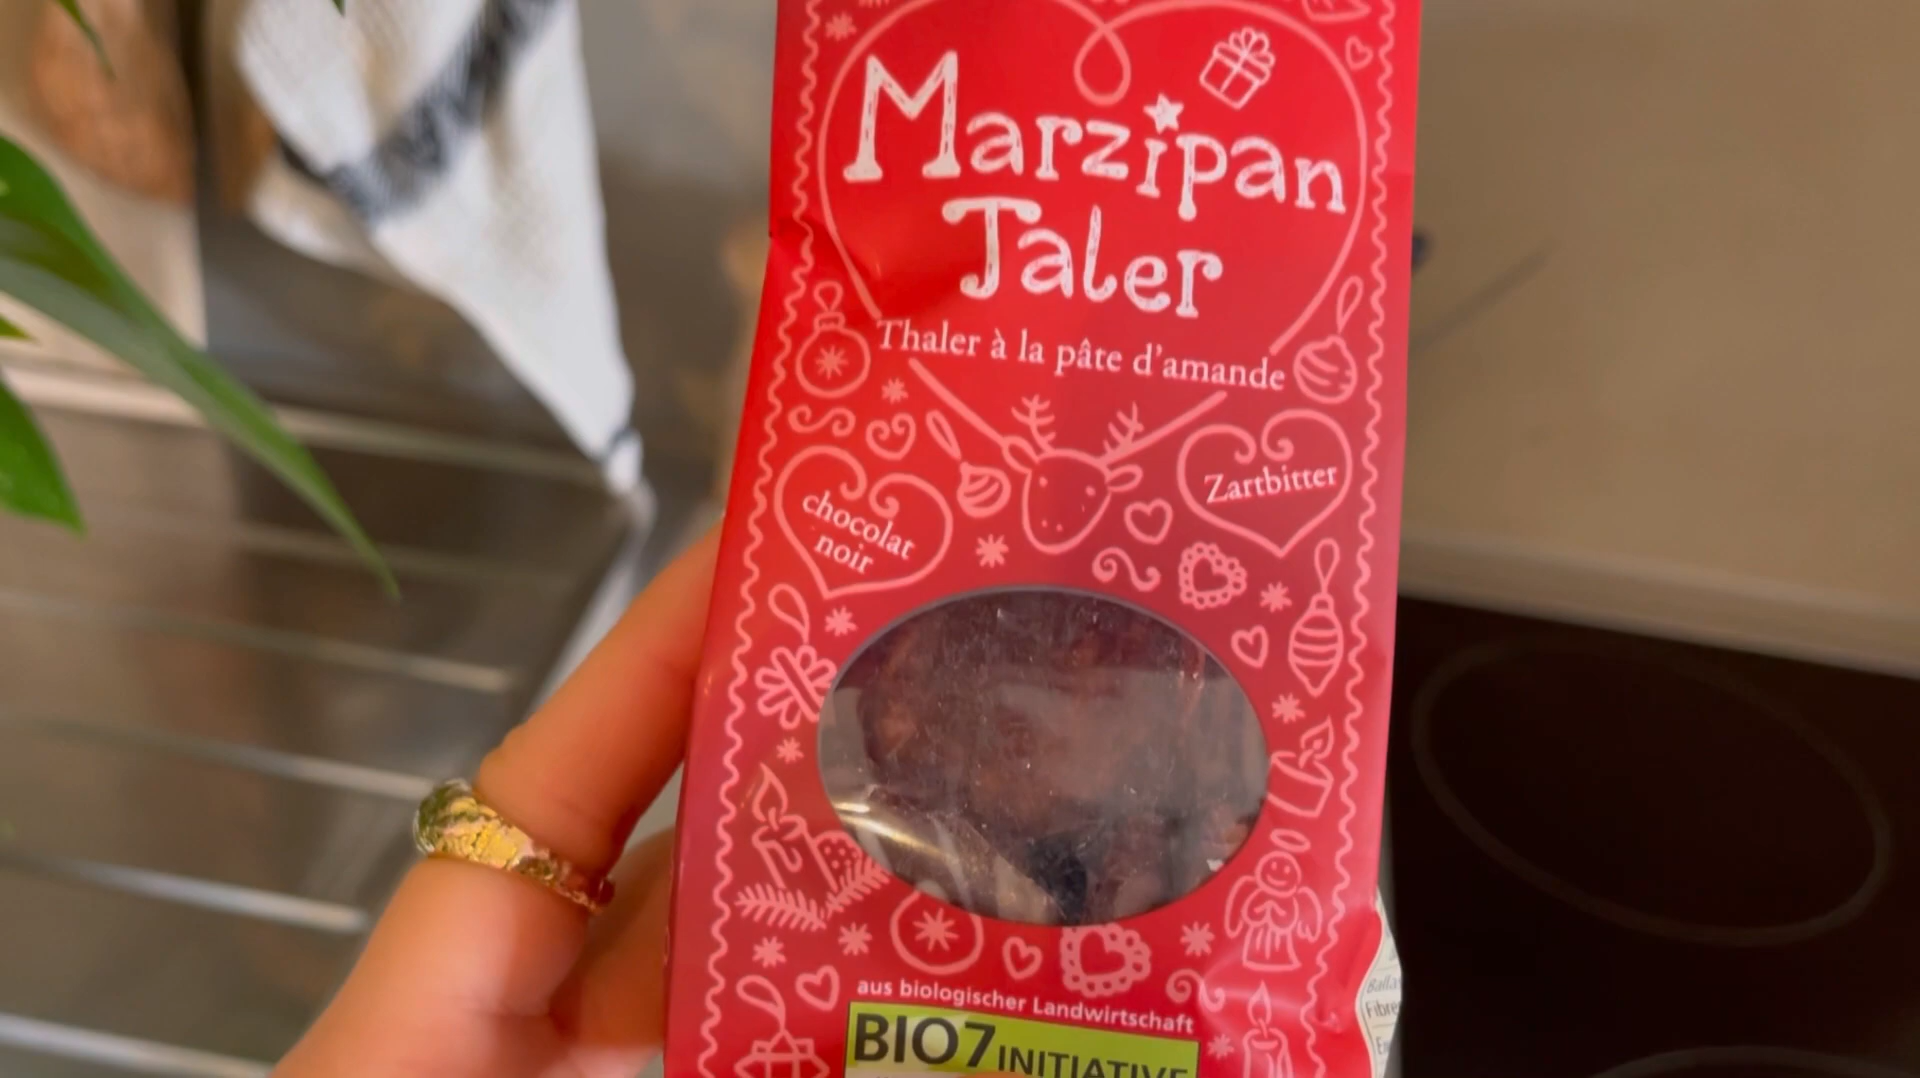 Marzipan
Taler
Thaler à la pâte d'amande
chocolat
noir
Zartbitter
aus biologischer Landwirtschaft
BIO7 INITIATIVE